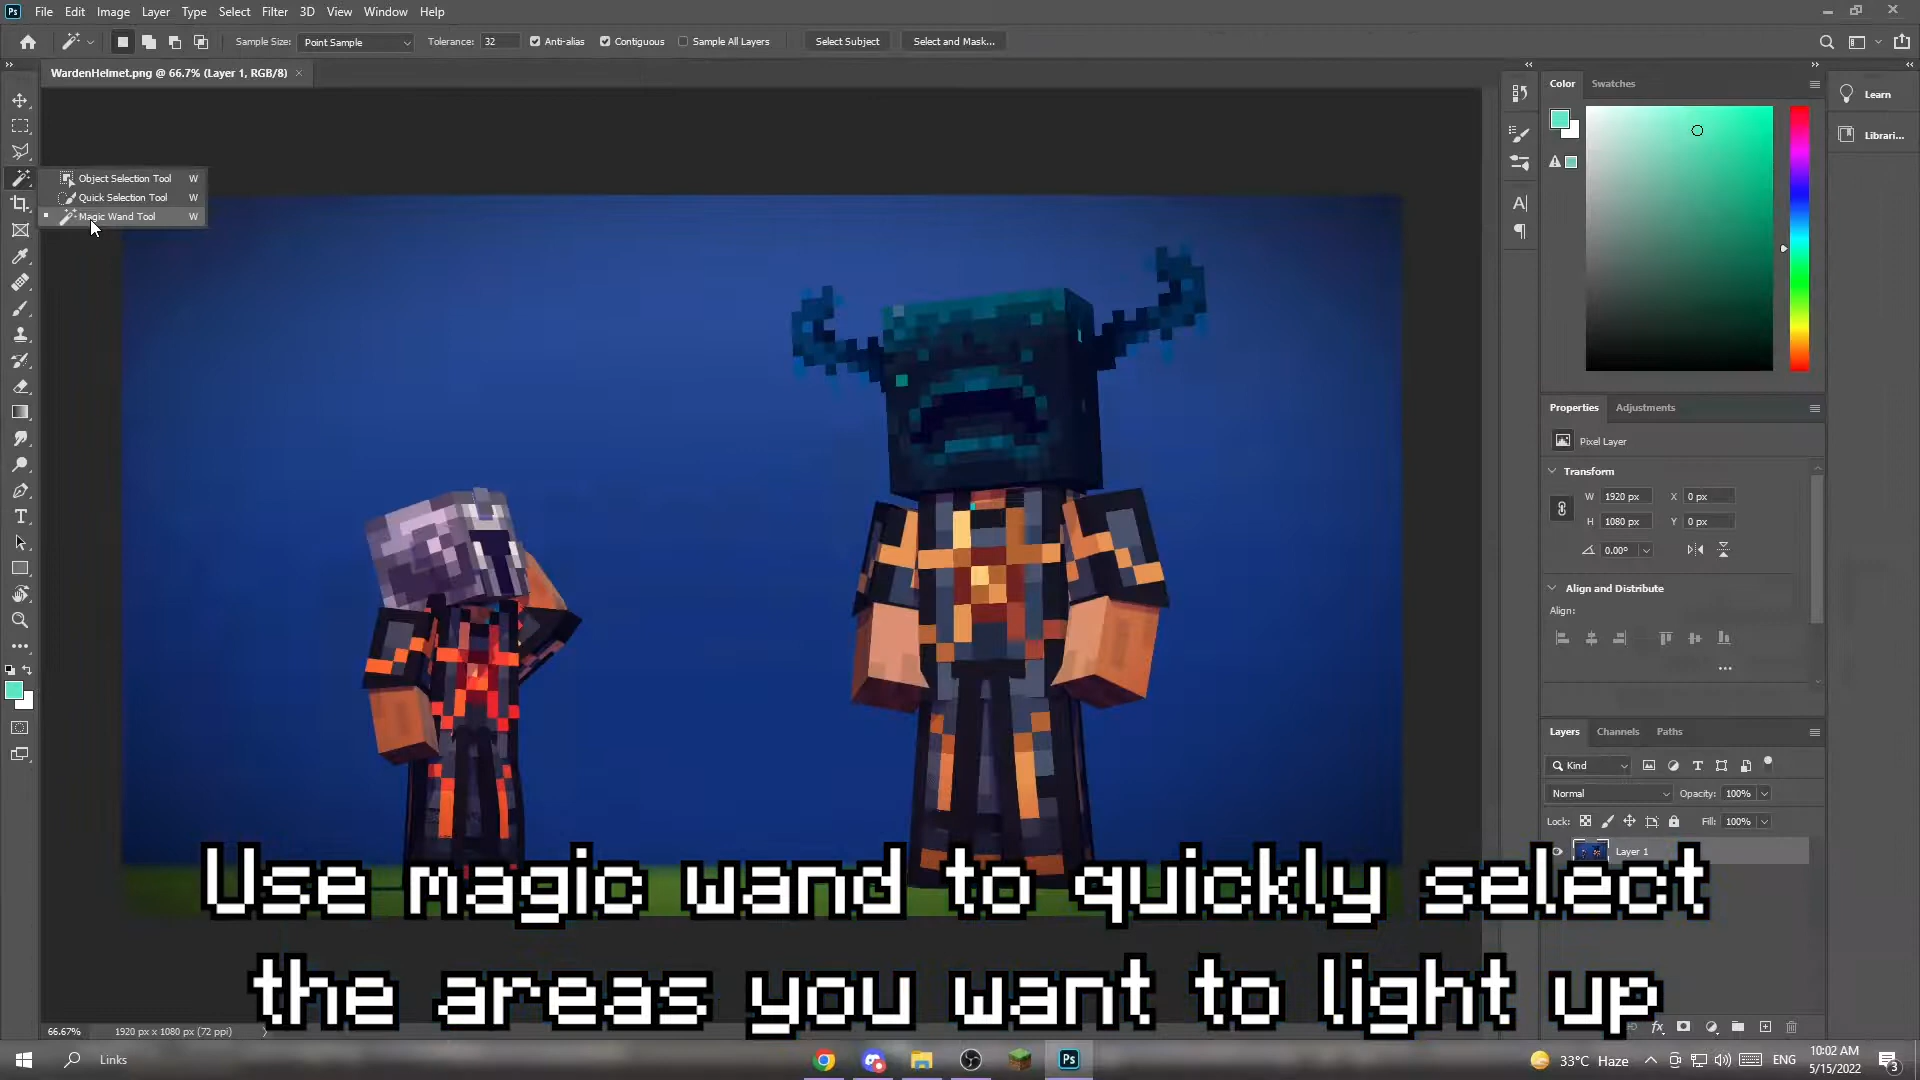 Ps File Edit Image Layer Type Select Filter 3D View Window Help
Sample Size: Point Sample Tolerance: 32 Anti-alias Contiguous Sample All Layers Select Subject Select and Mask...
WardenHelmet.png @ 66.7% (Layer 1, RGB/8) ×
Color Swatches
Learn
Librari...
Object Selection Tool W
Quick Selection Tool W
Magic Wand Tool W
Properties Adjustments
Pixel Layer
Transform
W 1920 px X 0 px
H 1080 px Y 0 px
0.00°
Align and Distribute
Align:
Layers Channels Paths
Kind
Normal Opacity: 100%
Lock: Fill: 100%
Layer 1
Use magic wand to quickly select
the areas you want to light up
66.67% 1920 px x 1080 px (72 ppi)
Links
Ps
33°C Haze ENG
10:02 AM
5/15/2022
3